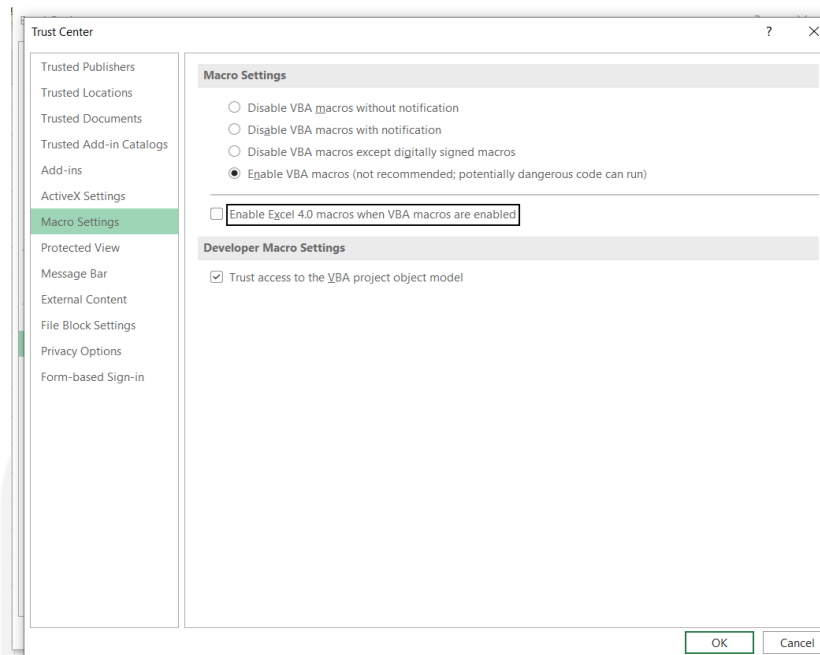 Trust Center
?
Trusted Publishers
Trusted Locations
Trusted Documents
Trusted Add-in Catalogs
Add-ins
ActiveX Settings
Macro Settings
Protected View
Message Bar
External Content
File Block Settings
Privacy Options
Form-based Sign-in
Macro Settings
Disable VBA macros without notification
Disable VBA macros with notification
Disable VBA macros except digitally signed macros
Enable VBA macros (not recommended; potentially dangerous code can run)
Enable Excel 4.0 macros when VBA macros are enabled
Developer Macro Settings
Trust access to the VBA project object model
OK
Cancel